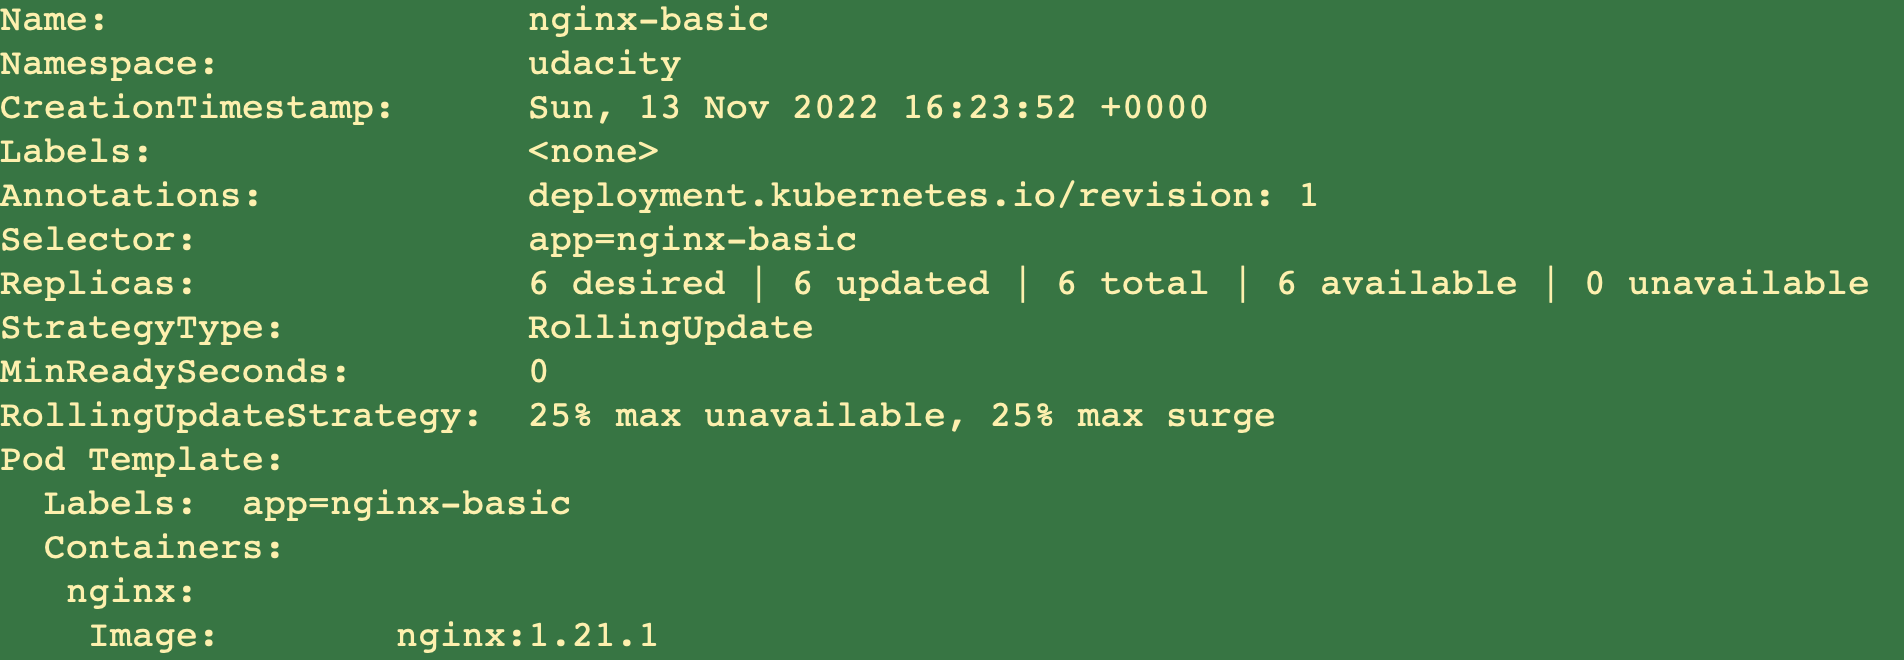 Name:                   nginx-basic
Namespace:              udacity
CreationTimestamp:      Sun, 13 Nov 2022 16:23:52 +0000
Labels:                 <none>
Annotations:            deployment.kubernetes.io/revision: 1
Selector:               app=nginx-basic
Replicas:               6 desired | 6 updated | 6 total | 6 available | 0 unavailable
StrategyType:           RollingUpdate
MinReadySeconds:        0
RollingUpdateStrategy:  25% max unavailable, 25% max surge
Pod Template:
  Labels:  app=nginx-basic
  Containers:
   nginx:
    Image:        nginx:1.21.1